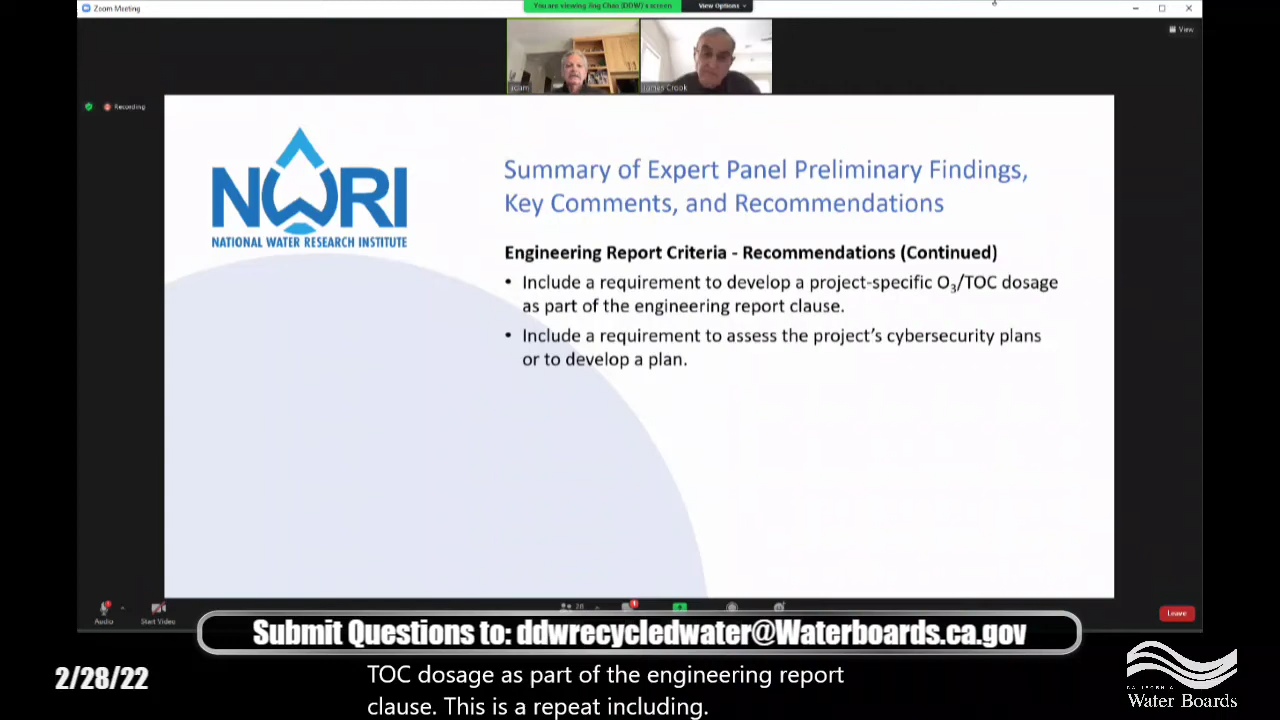 Zoom Meeting
You are viewing Jing Chao (DDW)'s screen
View Options
View
Recording
James Crook
NWRI
NATIONAL WATER RESEARCH INSTITUTE
Summary of Expert Panel Preliminary Findings,
Key Comments, and Recommendations
Engineering Report Criteria - Recommendations (Continued)
• Include a requirement to develop a project-specific O₃/TOC dosage
as part of the engineering report clause.
• Include a requirement to assess the project's cybersecurity plans
or to develop a plan.
Audio
Start Video
28
1
Leave
Submit Questions to: ddwrecycledwater@Waterboards.ca.gov
2/28/22
TOC dosage as part of the engineering report
clause. This is a repeat including.
CALIFORNIA
Water Boards